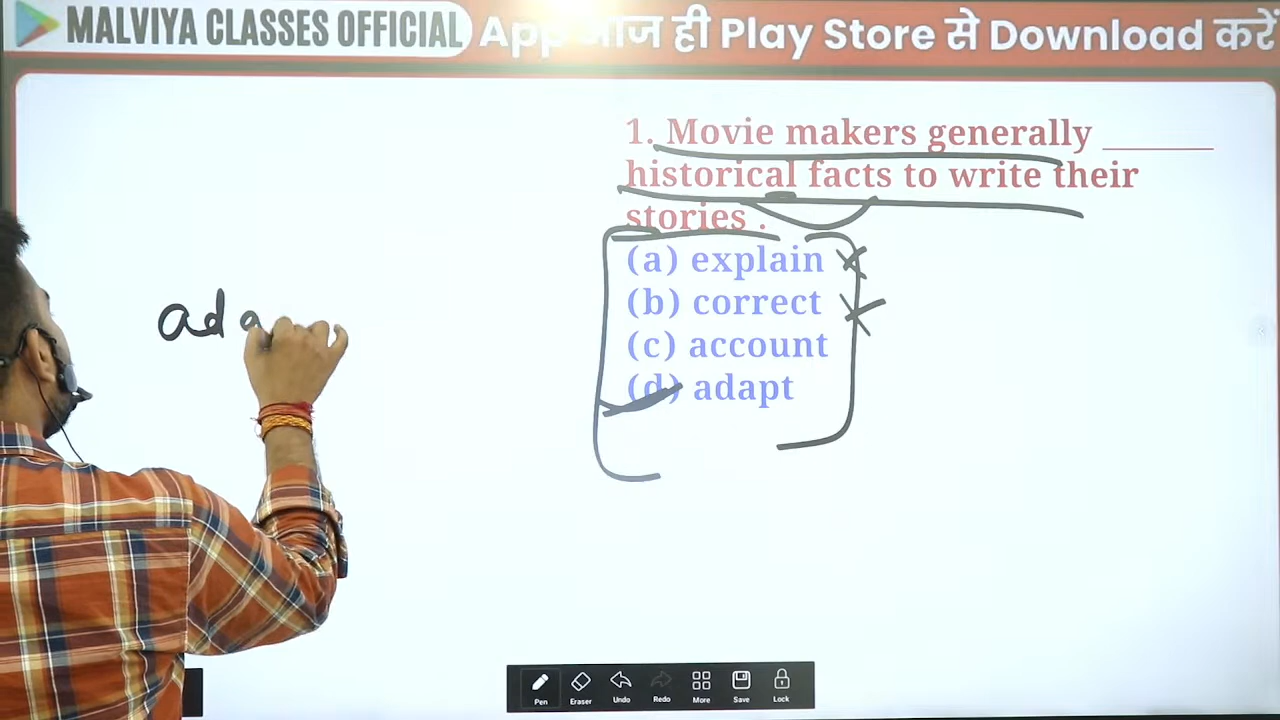 MALVIYA CLASSES OFFICIAL App आज ही Play Store से Download करें
1. Movie makers generally ______
historical facts to write their
stories .
(a) explain
(b) correct
(c) account
(d) adapt
ada
Pen Eraser Undo Redo More Save Lock